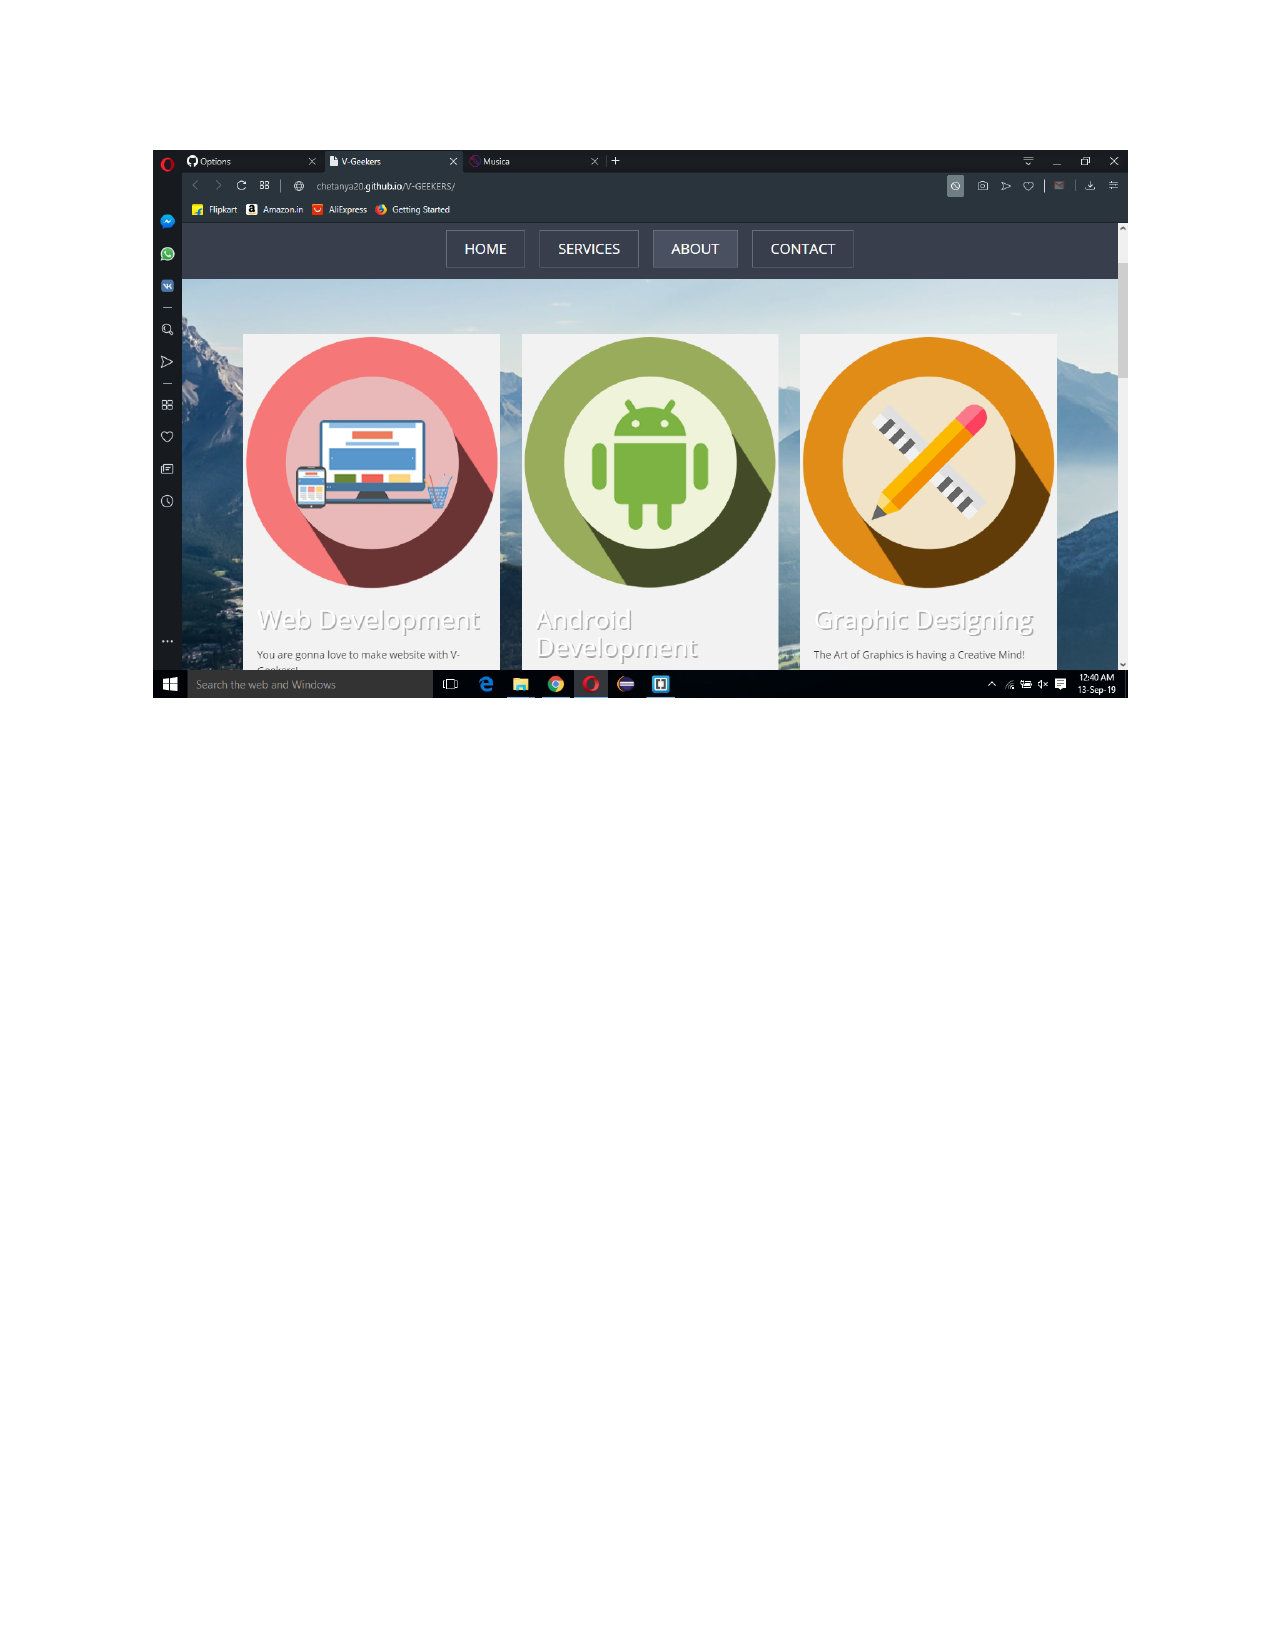 Options
V-Geekers
Musica
chetanya20.github.io/V-GEEKERS/
Flipkart
Amazon.in
AliExpress
Getting Started
HOME
SERVICES
ABOUT
CONTACT
Web Development
You are gonna love to make website with V-
Geekers!
Android
Development
Graphic Designing
The Art of Graphics is having a Creative Mind!
Search the web and Windows
12:40 AM
13-Sep-19